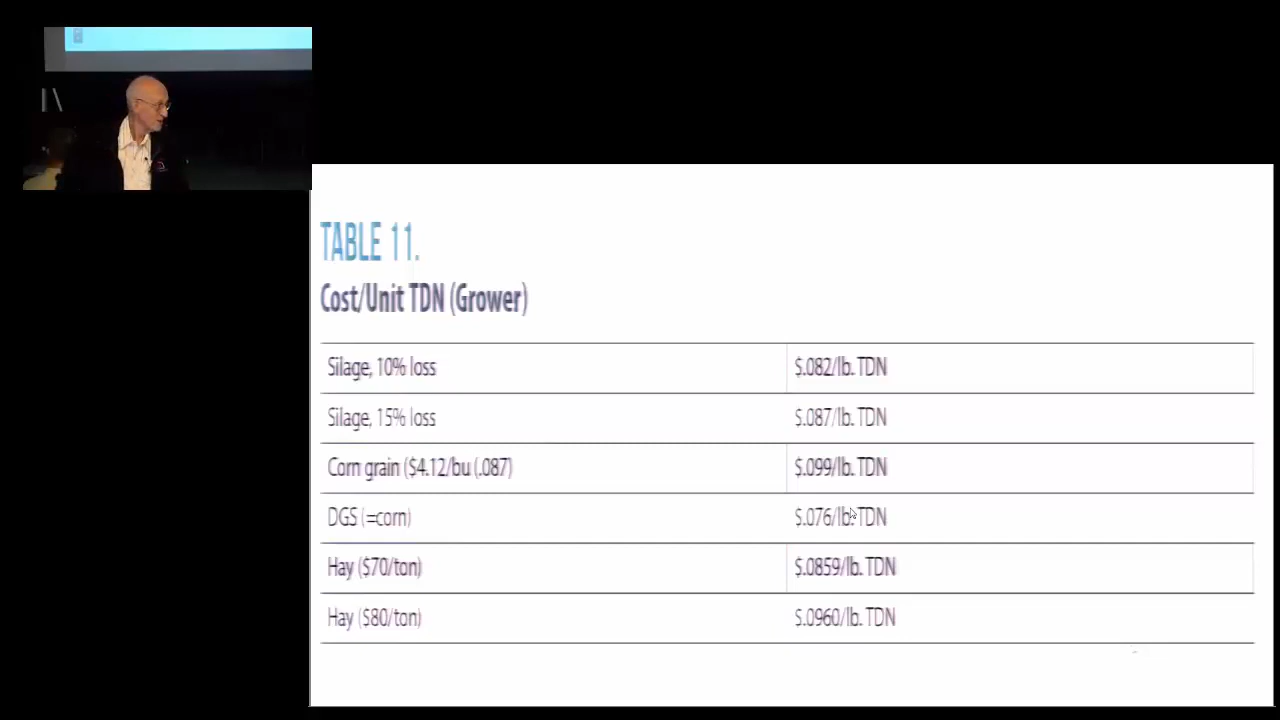 TABLE 11.
Cost/Unit TDN (Grower)
Silage, 10% loss $.082/lb. TDN
Silage, 15% loss $.087/lb. TDN
Corn grain ($4.12/bu (.087) $.099/lb. TDN
DGS (=corn) $.076/lb. TDN
Hay ($70/ton) $.0859/lb. TDN
Hay ($80/ton) $.0960/lb. TDN